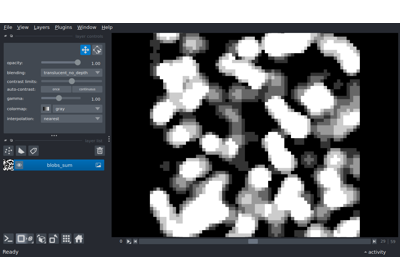 File View Layers Plugins Window Help
opacity: 1.00
blending: translucent_no_depth
contrast limits:
auto-contrast: once continuous
gamma: 1.00
colormap: gray
interpolation: nearest
blobs_sum
Ready
activity